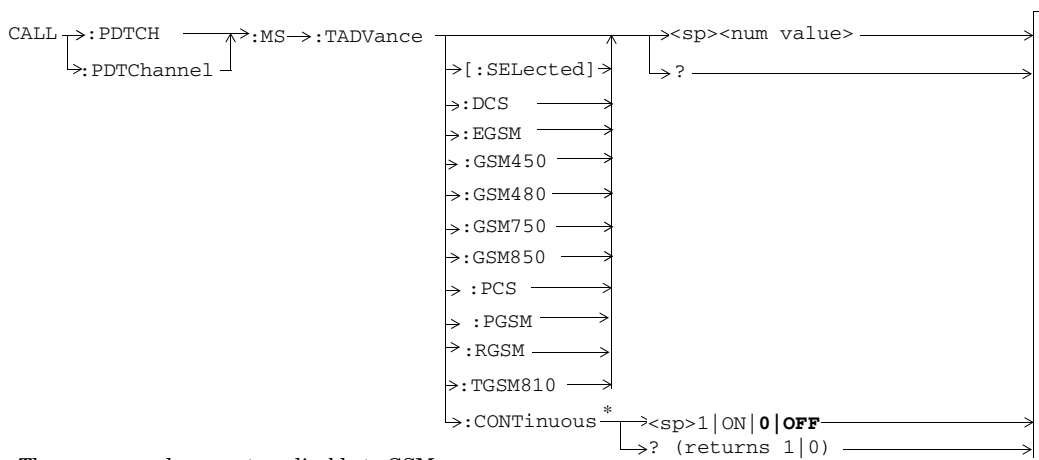 CALL :PDTCH :MS :TADVance <sp><num value>
:PDTChannel [:SELected] ?
:DCS
:EGSM
:GSM450
:GSM480
:GSM750
:GSM850
:PCS
:PGSM
:RGSM
:TGSM810
:CONTinuous * <sp>1|ON|0|OFF
? (returns 1|0)